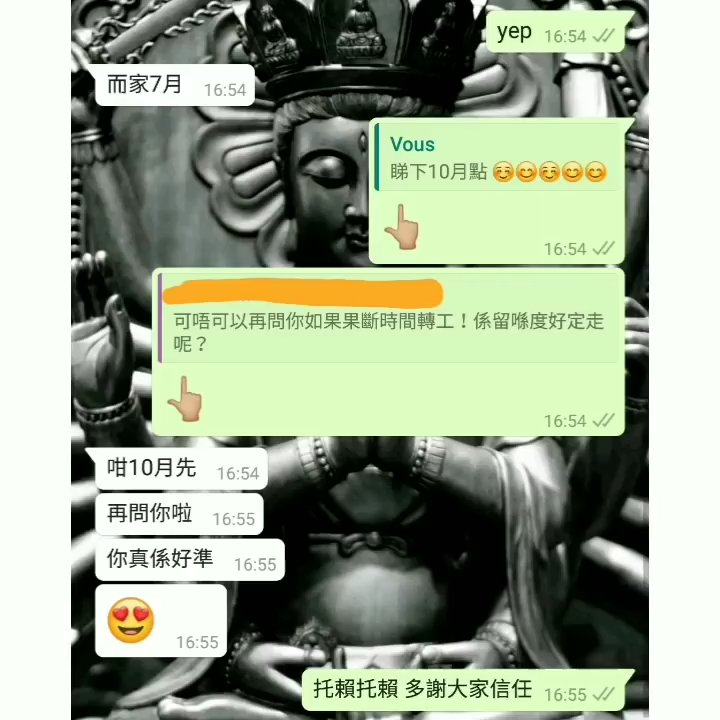 yep 16:54
而家7月 16:54
Vous
睇下10月點 ☺️😊☺️😊😊
👆🏼
16:54
可唔可以再問你如果果斷時間轉工！係留喺度好定走
呢？
👆🏼
16:54
咁10月先 16:54
再問你啦 16:55
你真係好準 16:55
😍
16:55
托賴托賴 多謝大家信任 16:55